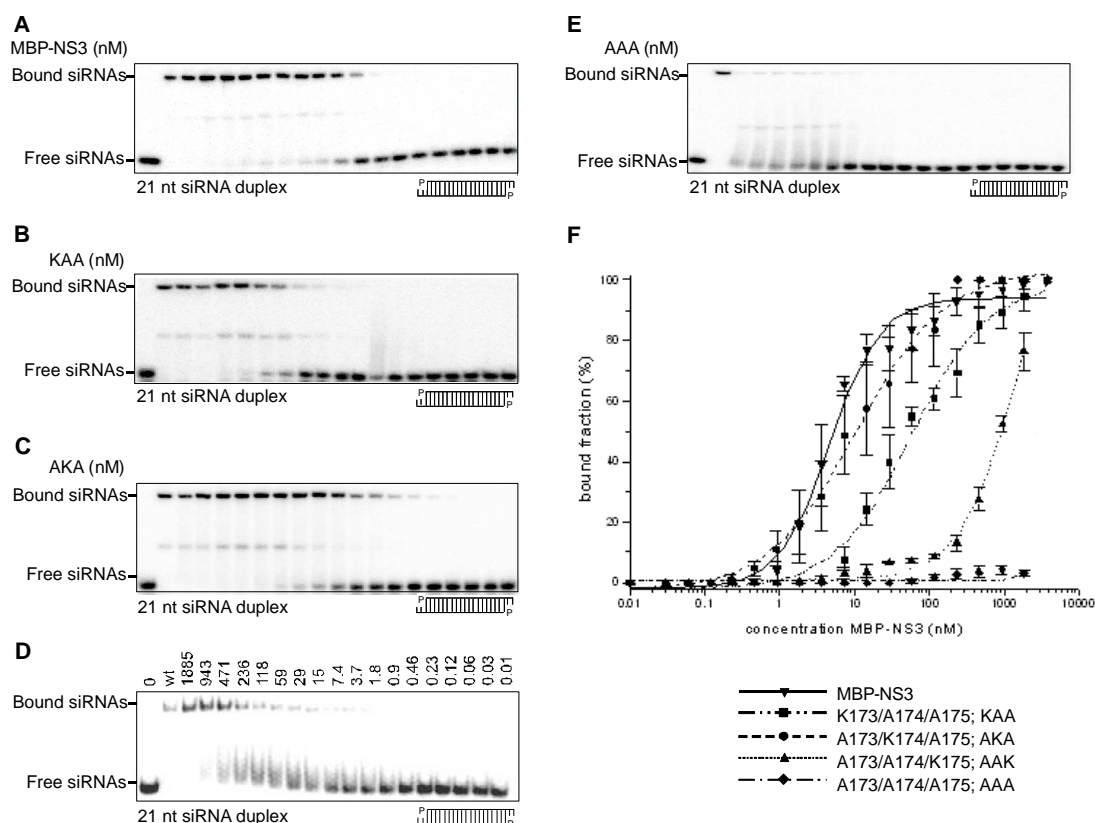 A
MBP-NS3 (nM)
Bound siRNAs
Free siRNAs
21 nt siRNA duplex
P
P
B
KAA (nM)
Bound siRNAs
Free siRNAs
21 nt siRNA duplex
P
P
C
AKA (nM)
Bound siRNAs
Free siRNAs
21 nt siRNA duplex
P
P
D
0 wt 1885 943 471 236 118 59 29 15 7.4 3.7 1.8 0.9 0.46 0.23 0.12 0.06 0.03 0.01
Bound siRNAs
Free siRNAs
21 nt siRNA duplex
P
P
E
AAA (nM)
Bound siRNAs
Free siRNAs
21 nt siRNA duplex
P
P
F
bound fraction (%)
100
80
60
40
20
0
0.01 0.1 1 10 100 1000 10000
concentration MBP-NS3 (nM)
MBP-NS3
K173/A174/A175; KAA
A173/K174/A175; AKA
A173/A174/K175; AAK
A173/A174/A175; AAA